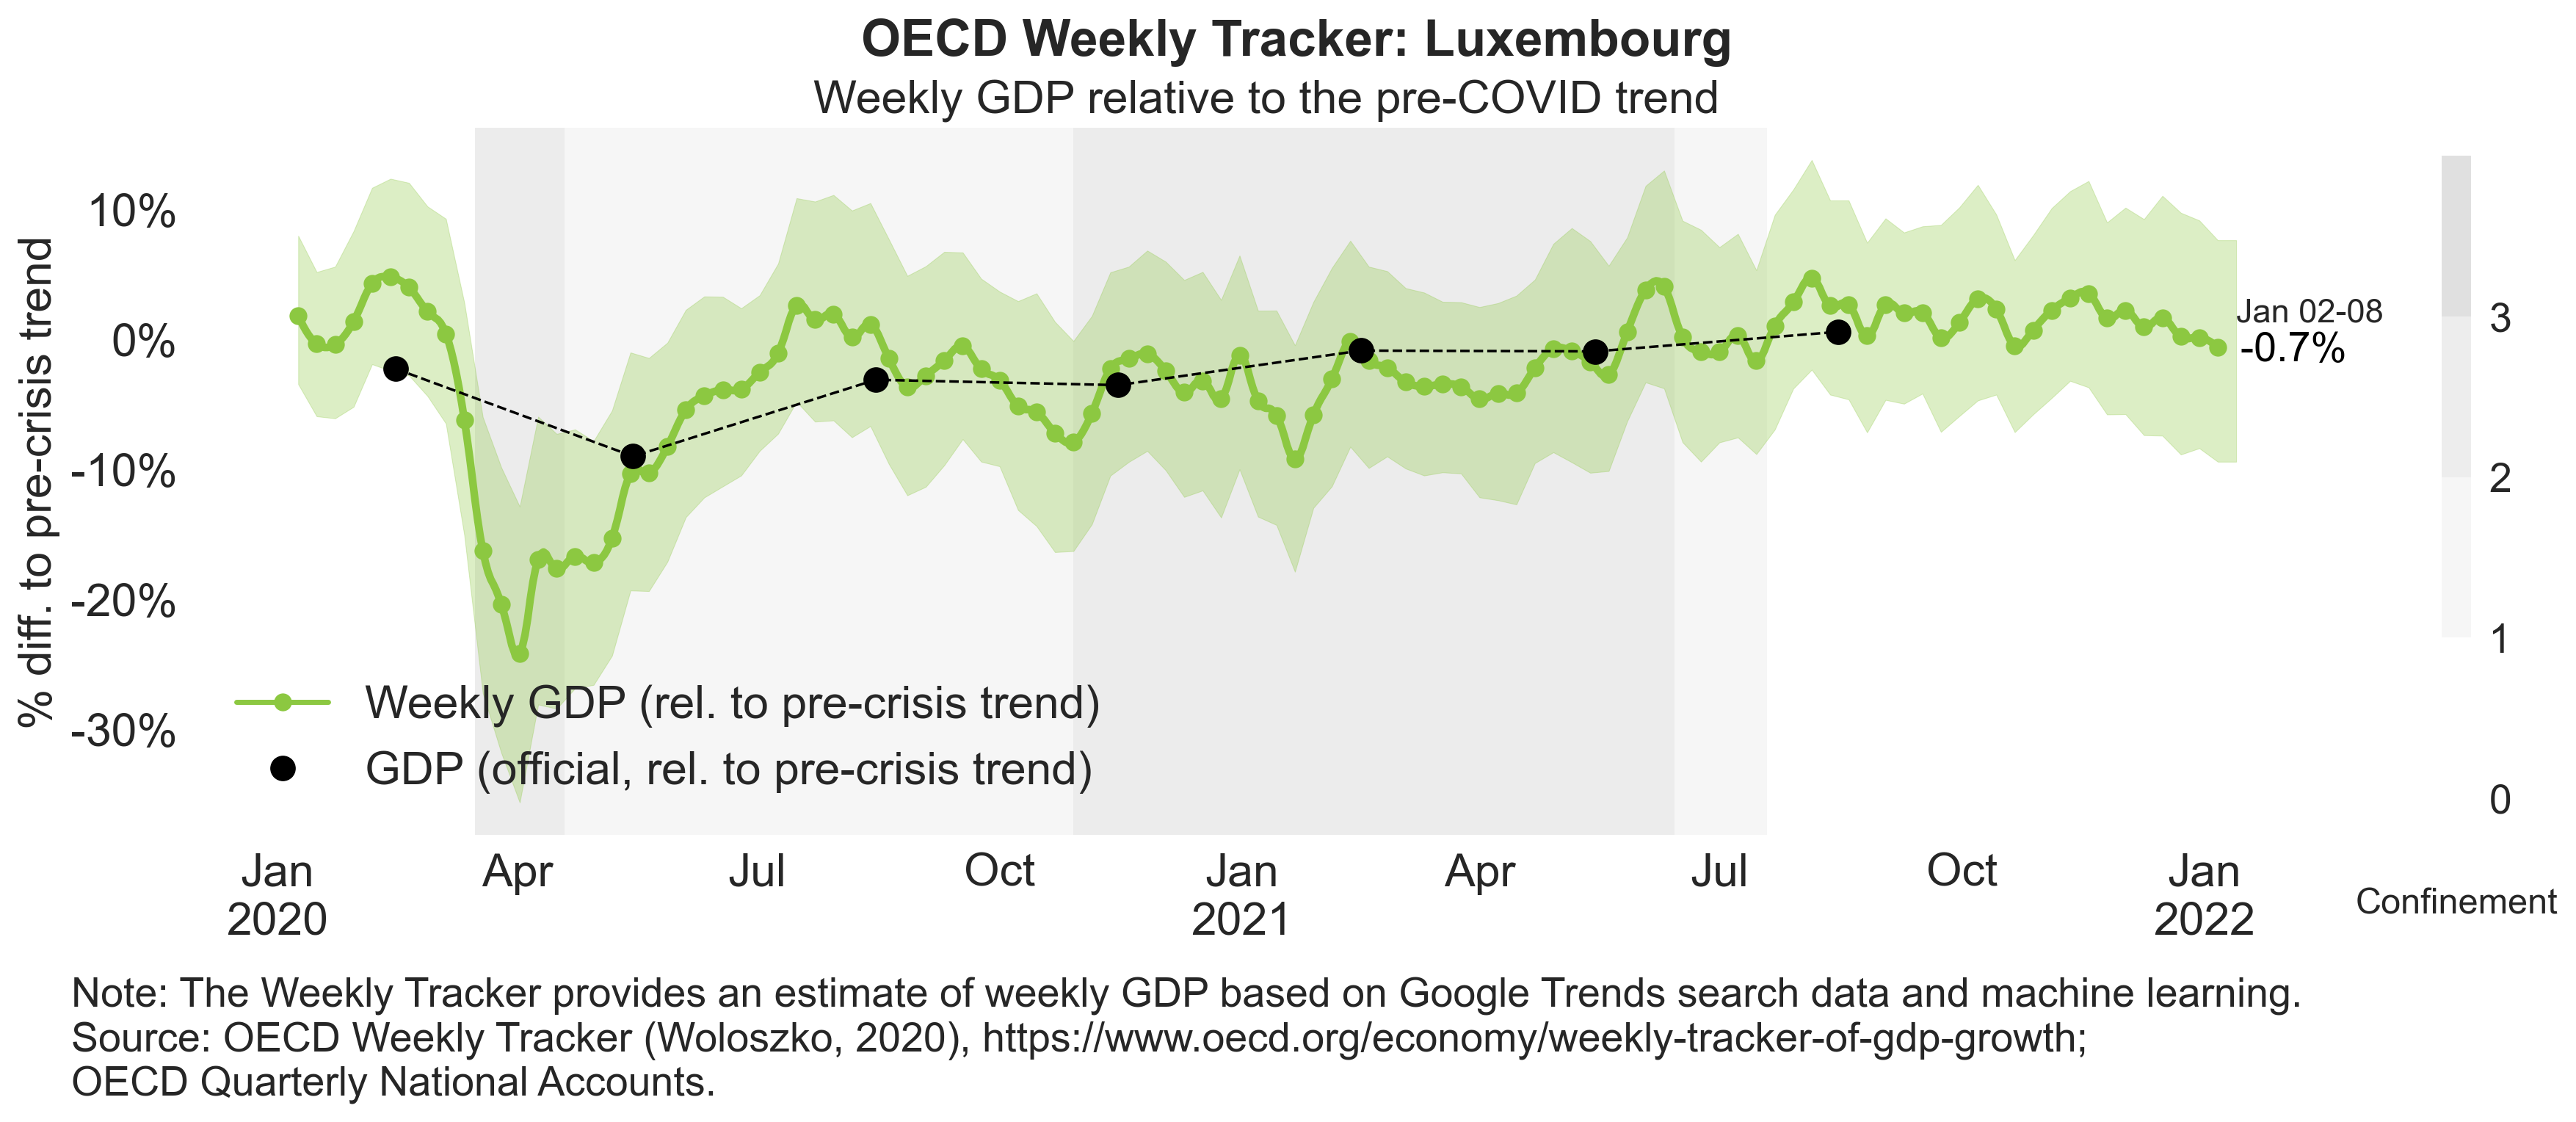 OECD Weekly Tracker: Luxembourg
Weekly GDP relative to the pre-COVID trend
% diff. to pre-crisis trend
10%
0%
-10%
-20%
-30%
Jan 02-08
-0.7%
Weekly GDP (rel. to pre-crisis trend)
GDP (official, rel. to pre-crisis trend)
3
2
1
0
Confinement
Jan Apr Jul Oct Jan Apr Jul Oct Jan
2020 2021 2022
Note: The Weekly Tracker provides an estimate of weekly GDP based on Google Trends search data and machine learning.
Source: OECD Weekly Tracker (Woloszko, 2020), https://www.oecd.org/economy/weekly-tracker-of-gdp-growth;
OECD Quarterly National Accounts.